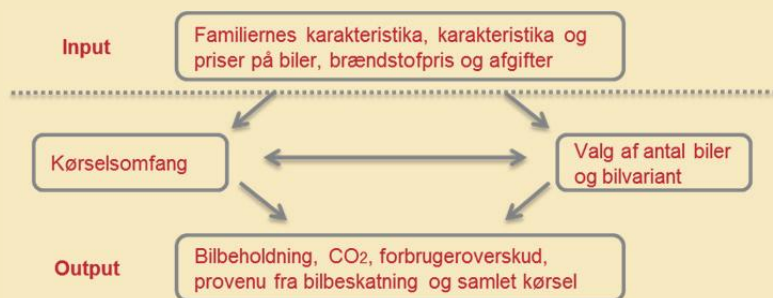 Input
Familiernes karakteristika, karakteristika og
priser på biler, brændstofpris og afgifter
Kørselsomfang
Valg af antal biler
og bilvariant
Output
Bilbeholdning, CO2, forbrugeroverskud,
provenu fra bilbeskatning og samlet kørsel